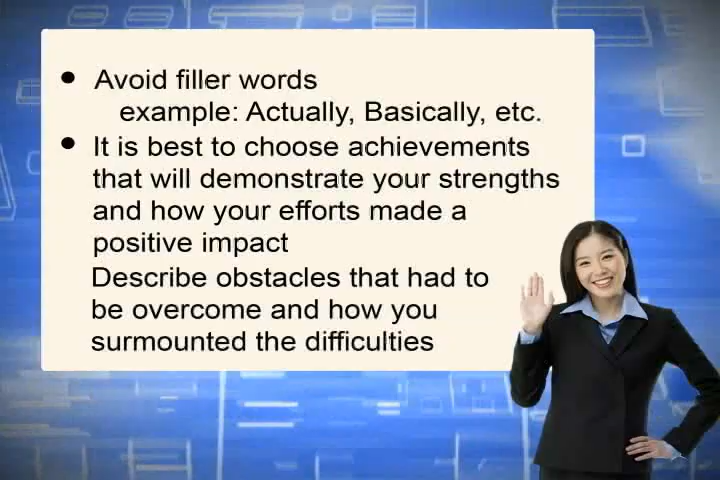 • Avoid filler words
example: Actually, Basically, etc.
• It is best to choose achievements
that will demonstrate your strengths
and how your efforts made a
positive impact
Describe obstacles that had to
be overcome and how you
surmounted the difficulties